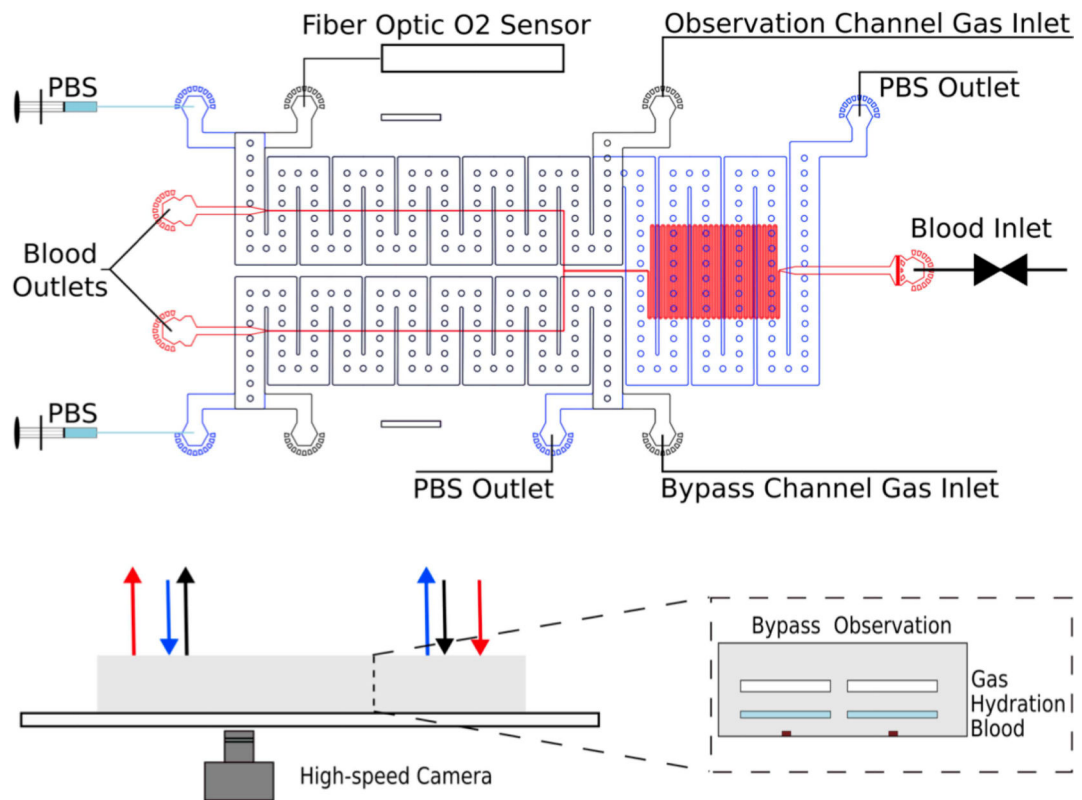 Fiber Optic O2 Sensor
Observation Channel Gas Inlet
PBS
PBS Outlet
Blood
Outlets
Blood Inlet
PBS
PBS Outlet
Bypass Channel Gas Inlet
High-speed Camera
Bypass Observation
Gas
Hydration
Blood